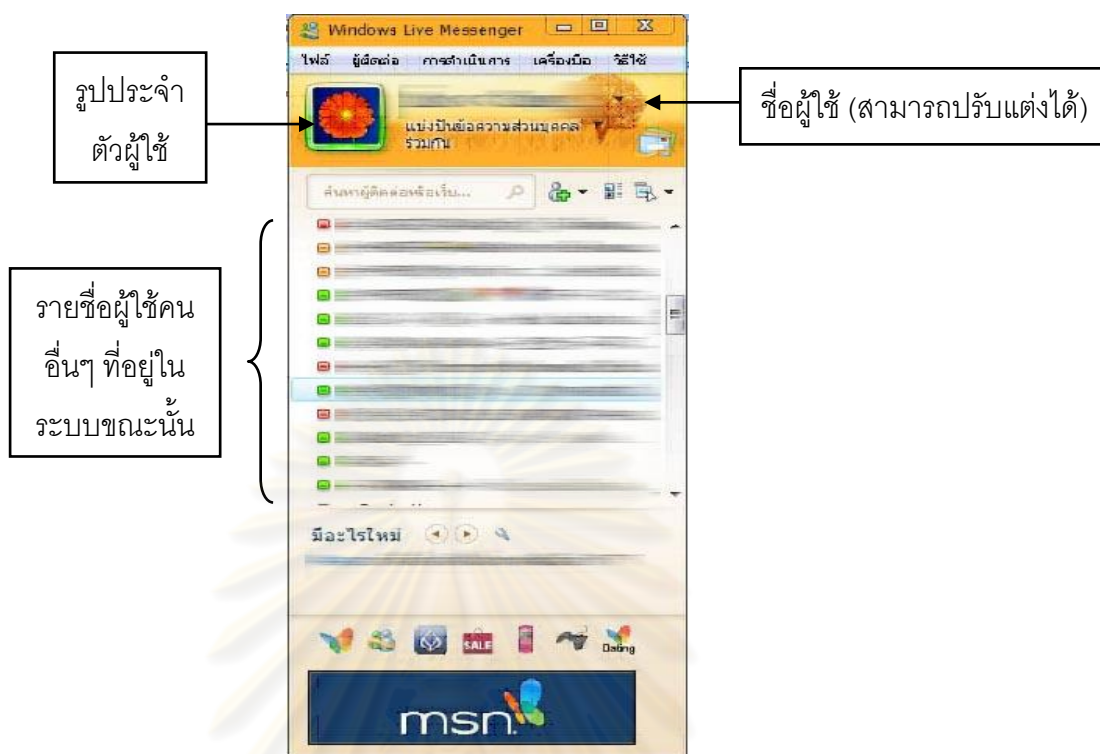 Windows Live Messenger
ไฟล์ ผู้ติดต่อ การดำเนินการ เครื่องมือ วิธีใช้
รูปประจำ
ตัวผู้ใช้
ชื่อผู้ใช้ (สามารถปรับแต่งได้)
แบ่งปันข้อความส่วนบุคคล
ร่วมกัน
ค้นหาผู้ติดต่อหรือเว็บ...
รายชื่อผู้ใช้คน
อื่นๆ ที่อยู่ใน
ระบบขณะนั้น
มีอะไรใหม่
SALE
Dating
msn